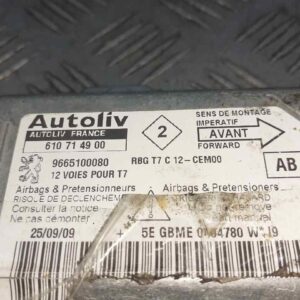 Autoliv
AUTOLIV FRANCE
610 71 49 00
9665100080
12 VOIES POUR T7
2
RBG T7 C 12-CEM00
SENS DE MONTAGE
IMPERATIF
AVANT
FORWARD
AB
Airbags & Pretensionneurs
RISQUE DE DECLENCHEM
Consulter la notice
Ne pas démonter
25/09/09
Airbags & Pretensioners
5E GBME